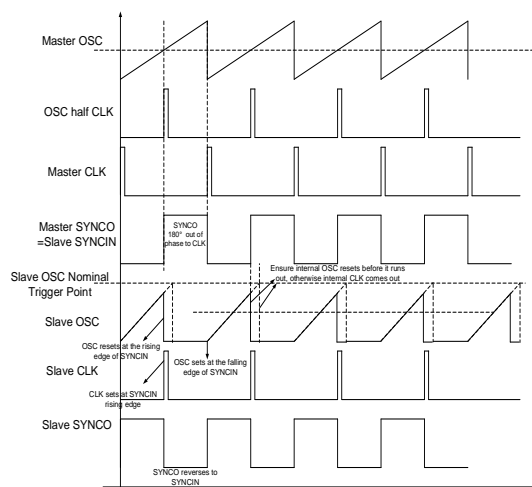 Master OSC
OSC half CLK
Master CLK
Master SYNCO
=Slave SYNCIN
SYNCO
180° out of
phase to CLK
Slave OSC Nominal
Trigger Point
Ensure internal OSC resets before it runs
out, otherwise internal CLK comes out
Slave OSC
OSC resets at the rising
edge of SYNCIN
OSC sets at the falling
edge of SYNCIN
Slave CLK
CLK sets at SYNCIN
rising edge
Slave SYNCO
SYNCO reverses to
SYNCIN